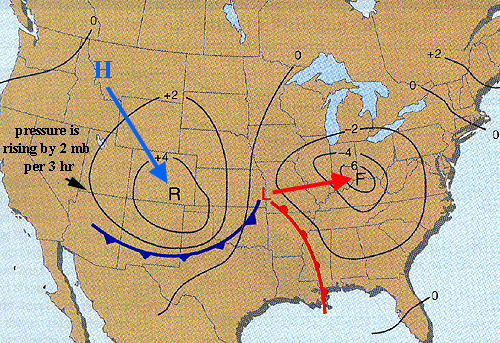 0
0
+2
H
+2
0
pressure is
rising by 2 mb
per 3 hr
-2
-4
+4
-6
F
R
L
0